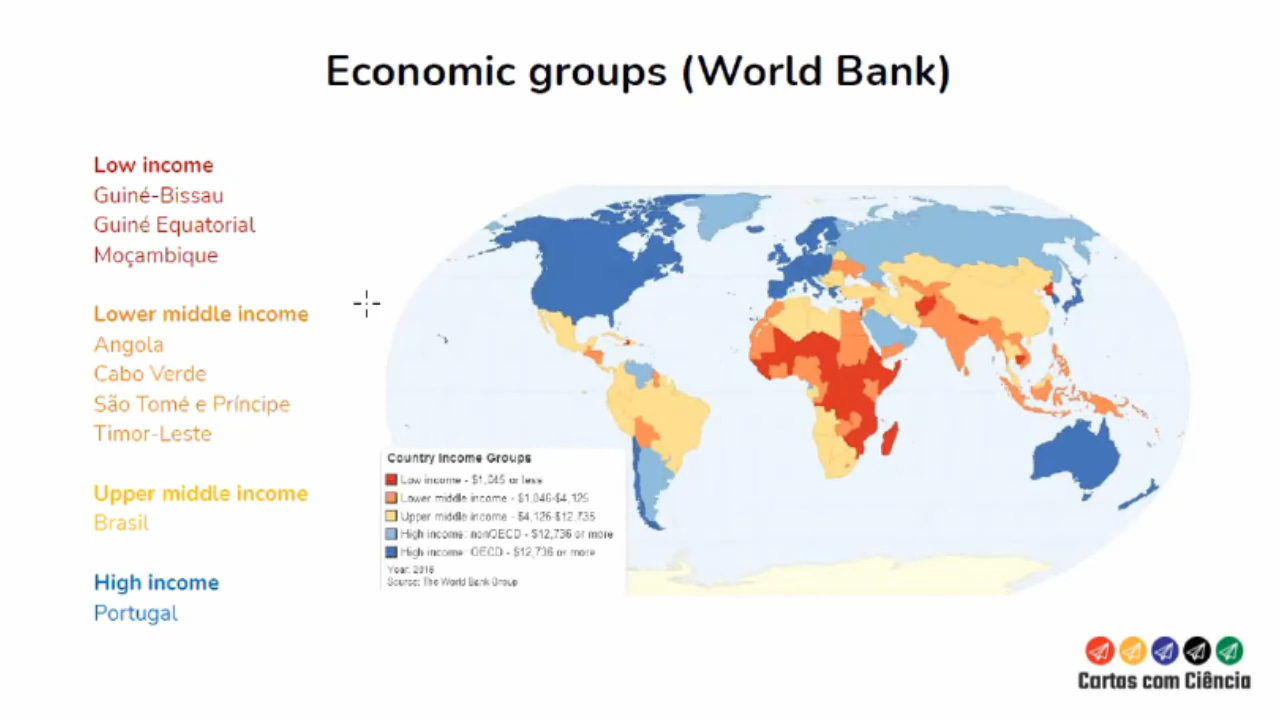 Economic groups (World Bank)
Low income
Guiné-Bissau
Guiné Equatorial
Moçambique
Lower middle income
Angola
Cabo Verde
São Tomé e Príncipe
Timor-Leste
Upper middle income
Brasil
High income
Portugal
Country Income Groups
Low income - $1,045 or less
Lower middle income - $1,046-$4,125
Upper middle income - $4,126-$12,735
High income: nonOECD - $12,736 or more
High income: OECD - $12,736 or more
Year: 2016
Source: The World Bank Group
Cartas com Ciência